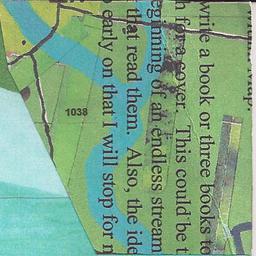 write a book or three books to
h for a cover. This could be t
eginning of an endless stream
that read them. Also, the ide
early on that I will stop for n
1038